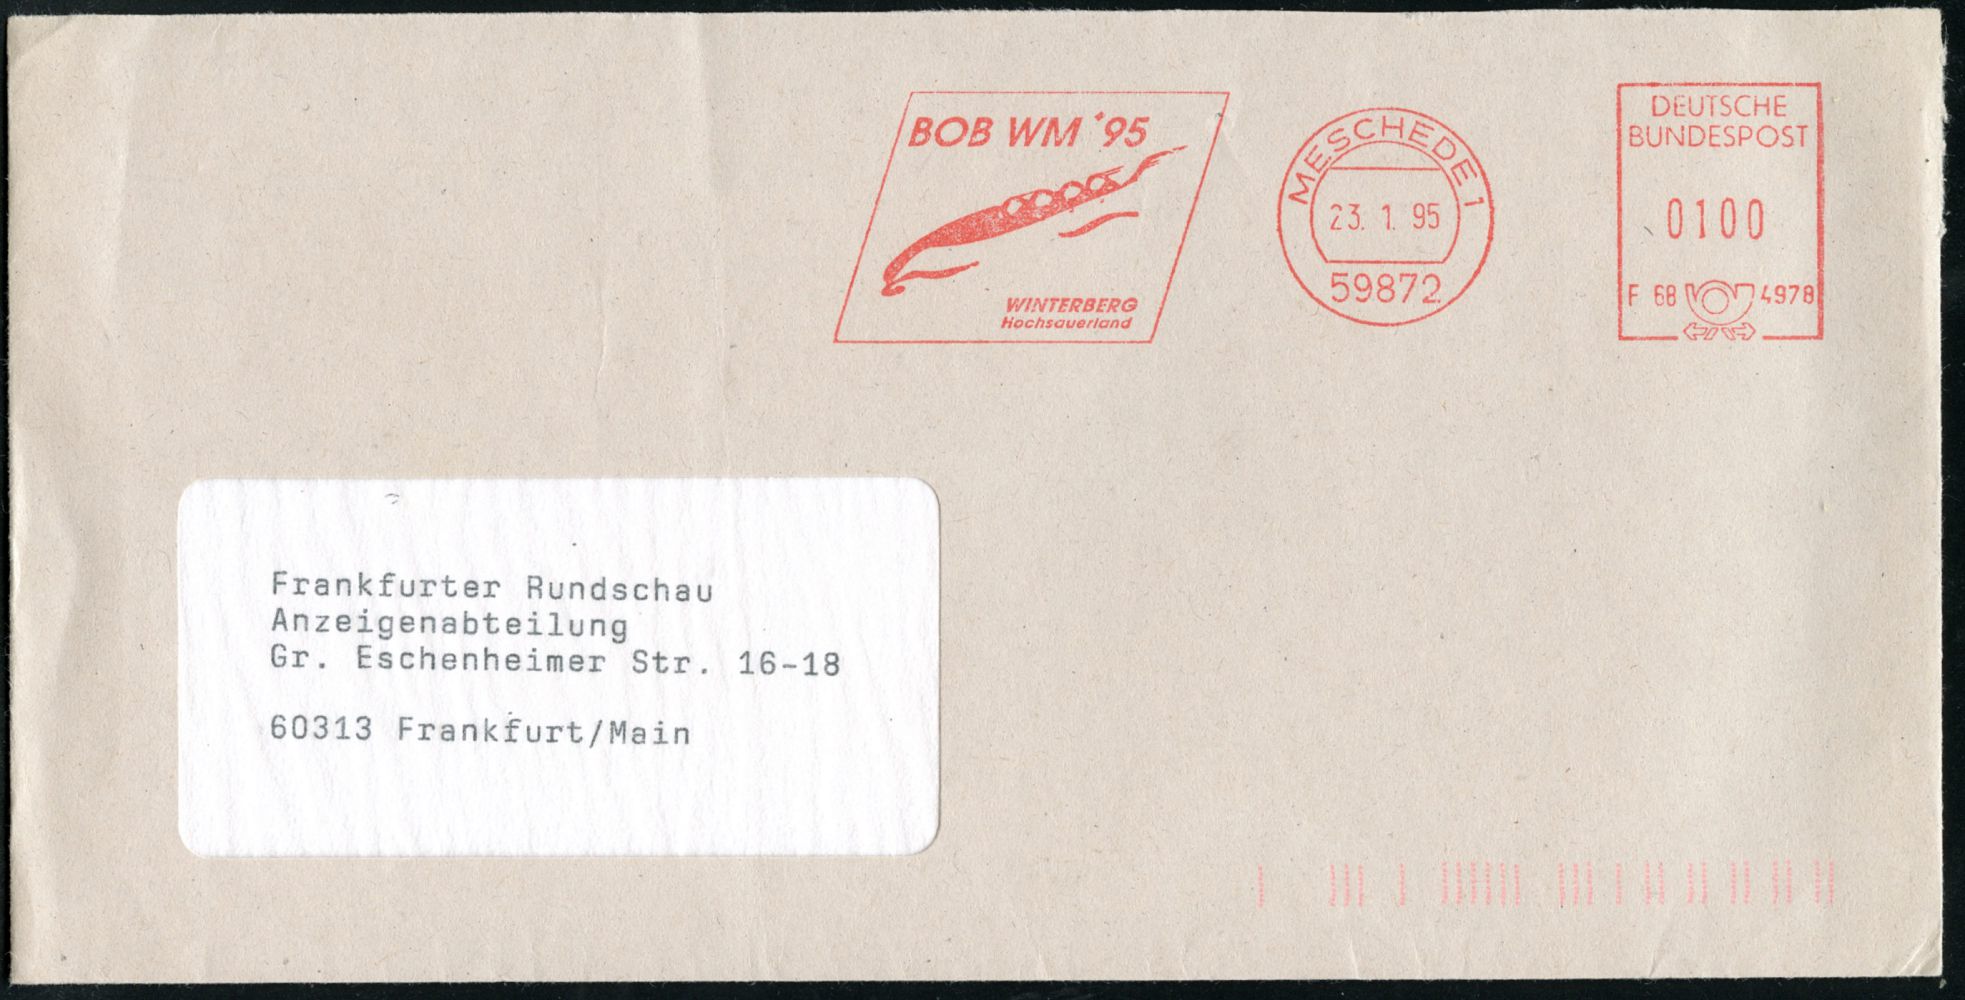 BOB WM '95
WINTERBERG
Hochsauerland
MESCHEDE 1
23. 1. 95
59872
DEUTSCHE
BUNDESPOST
0100
F 68 4978
Frankfurter Rundschau
Anzeigenabteilung
Gr. Eschenheimer Str. 16-18
60313 Frankfurt/Main